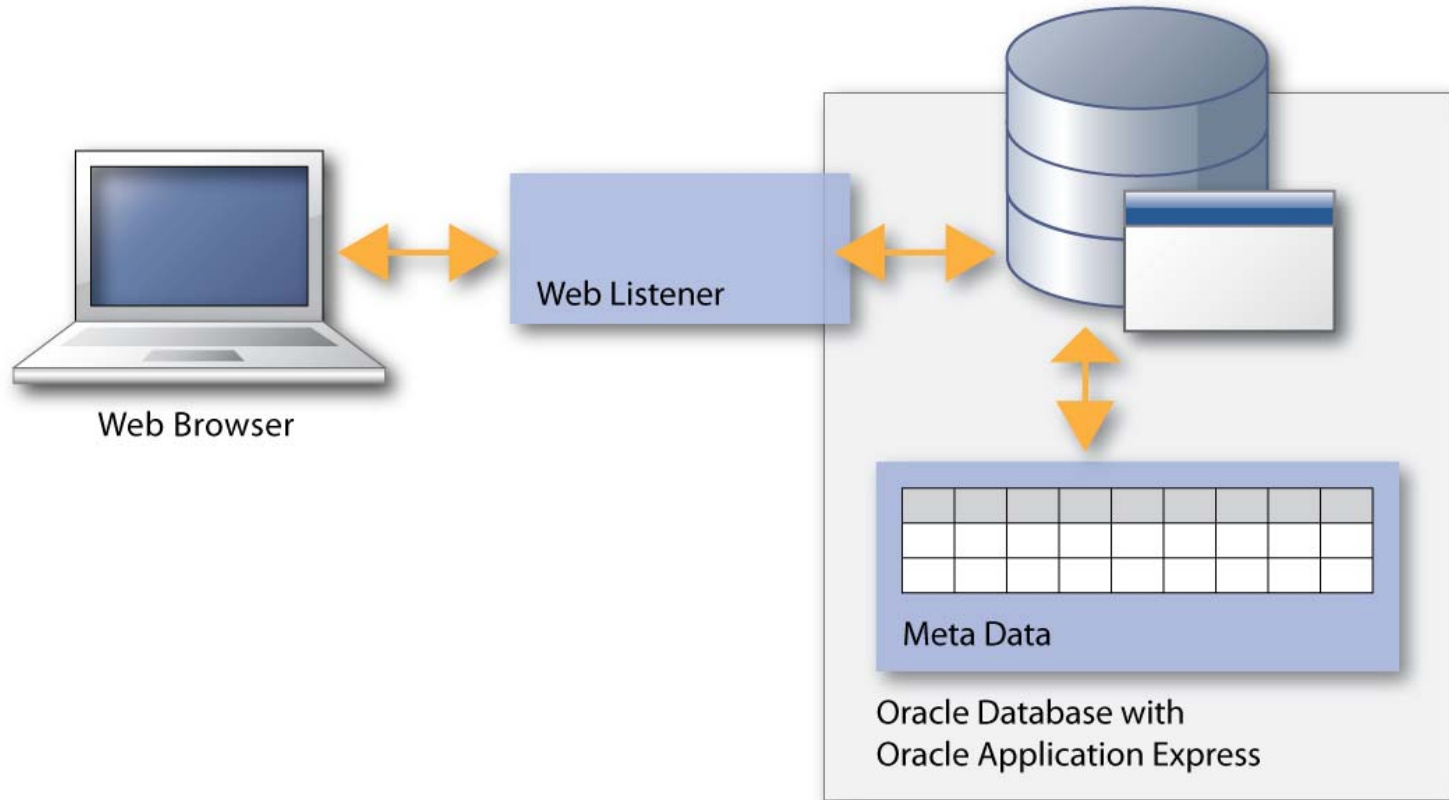 Web Browser
Web Listener
Meta Data
Oracle Database with
Oracle Application Express